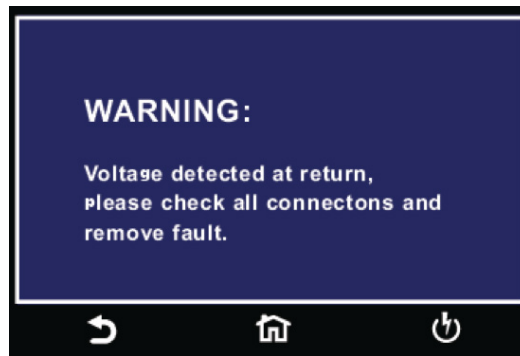 WARNING:
Voltage detected at return,
please check all connectons and
remove fault.